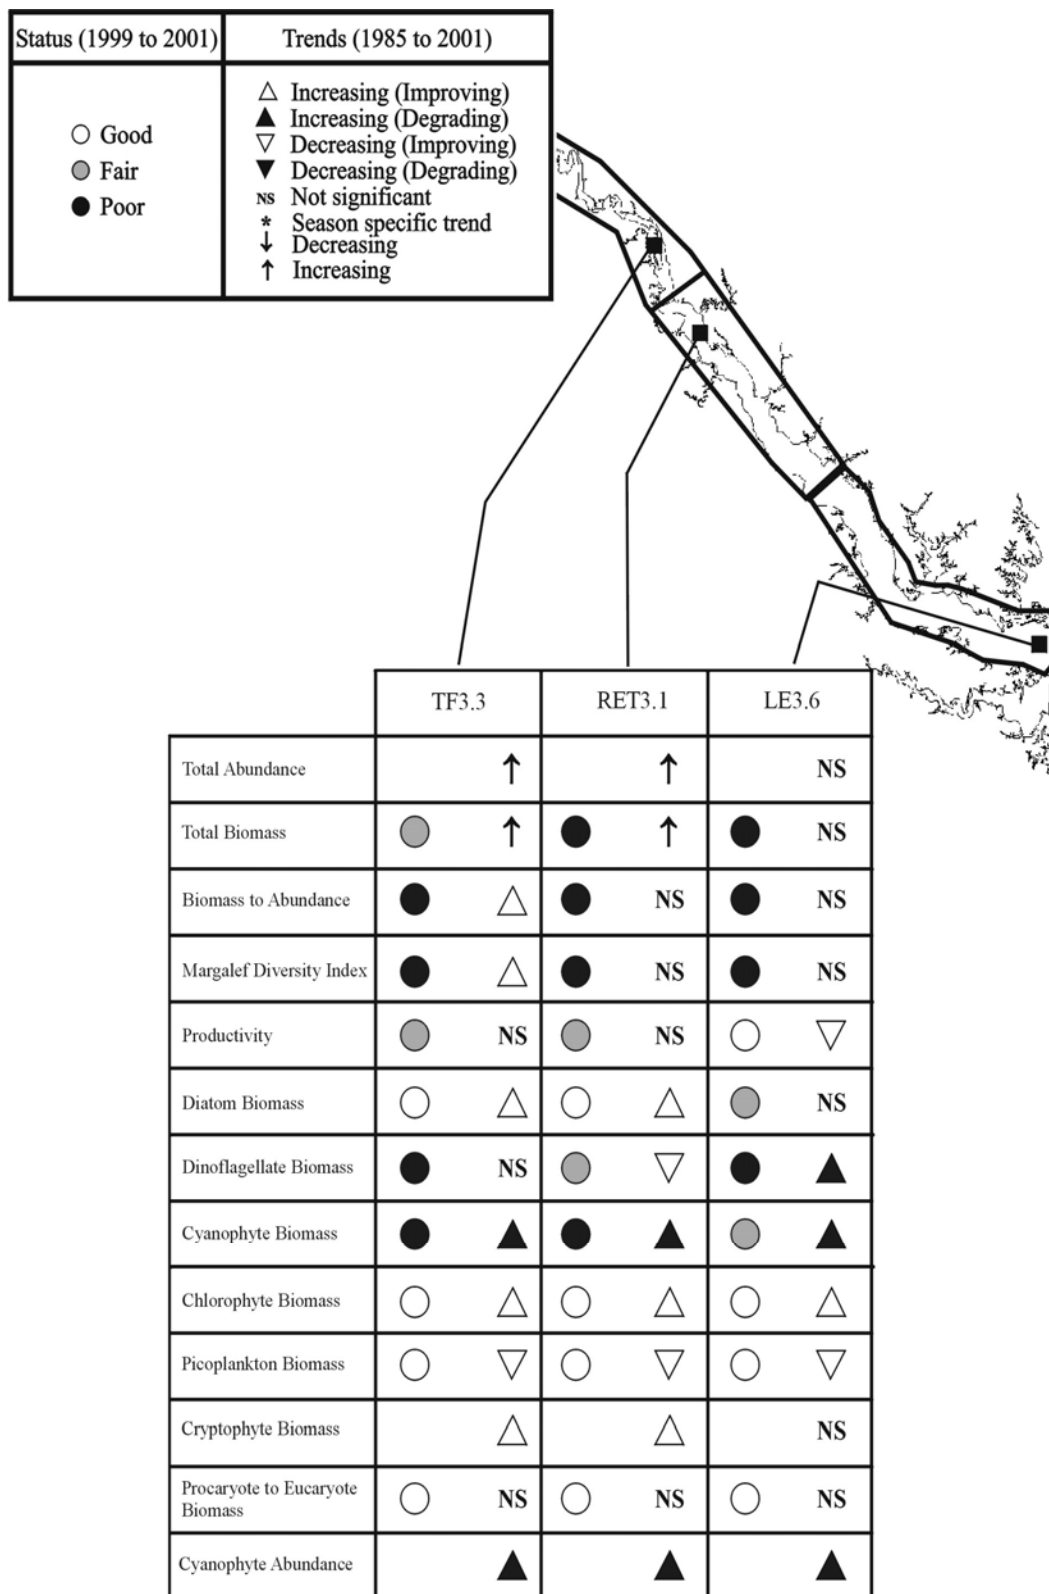 Status (1999 to 2001) Trends (1985 to 2001)
Good
Fair
Poor
Increasing (Improving)
Increasing (Degrading)
Decreasing (Improving)
Decreasing (Degrading)
NS Not significant
* Season specific trend
↓ Decreasing
↑ Increasing
TF3.3 RET3.1 LE3.6
Total Abundance ↑ ↑ NS
Total Biomass ↑ ↑ NS
Biomass to Abundance NS NS
Margalef Diversity Index NS NS
Productivity NS NS
Diatom Biomass NS
Dinoflagellate Biomass NS
Cyanophyte Biomass
Chlorophyte Biomass
Picoplankton Biomass
Cryptophyte Biomass NS
Procaryote to Eucaryote
Biomass NS NS NS
Cyanophyte Abundance